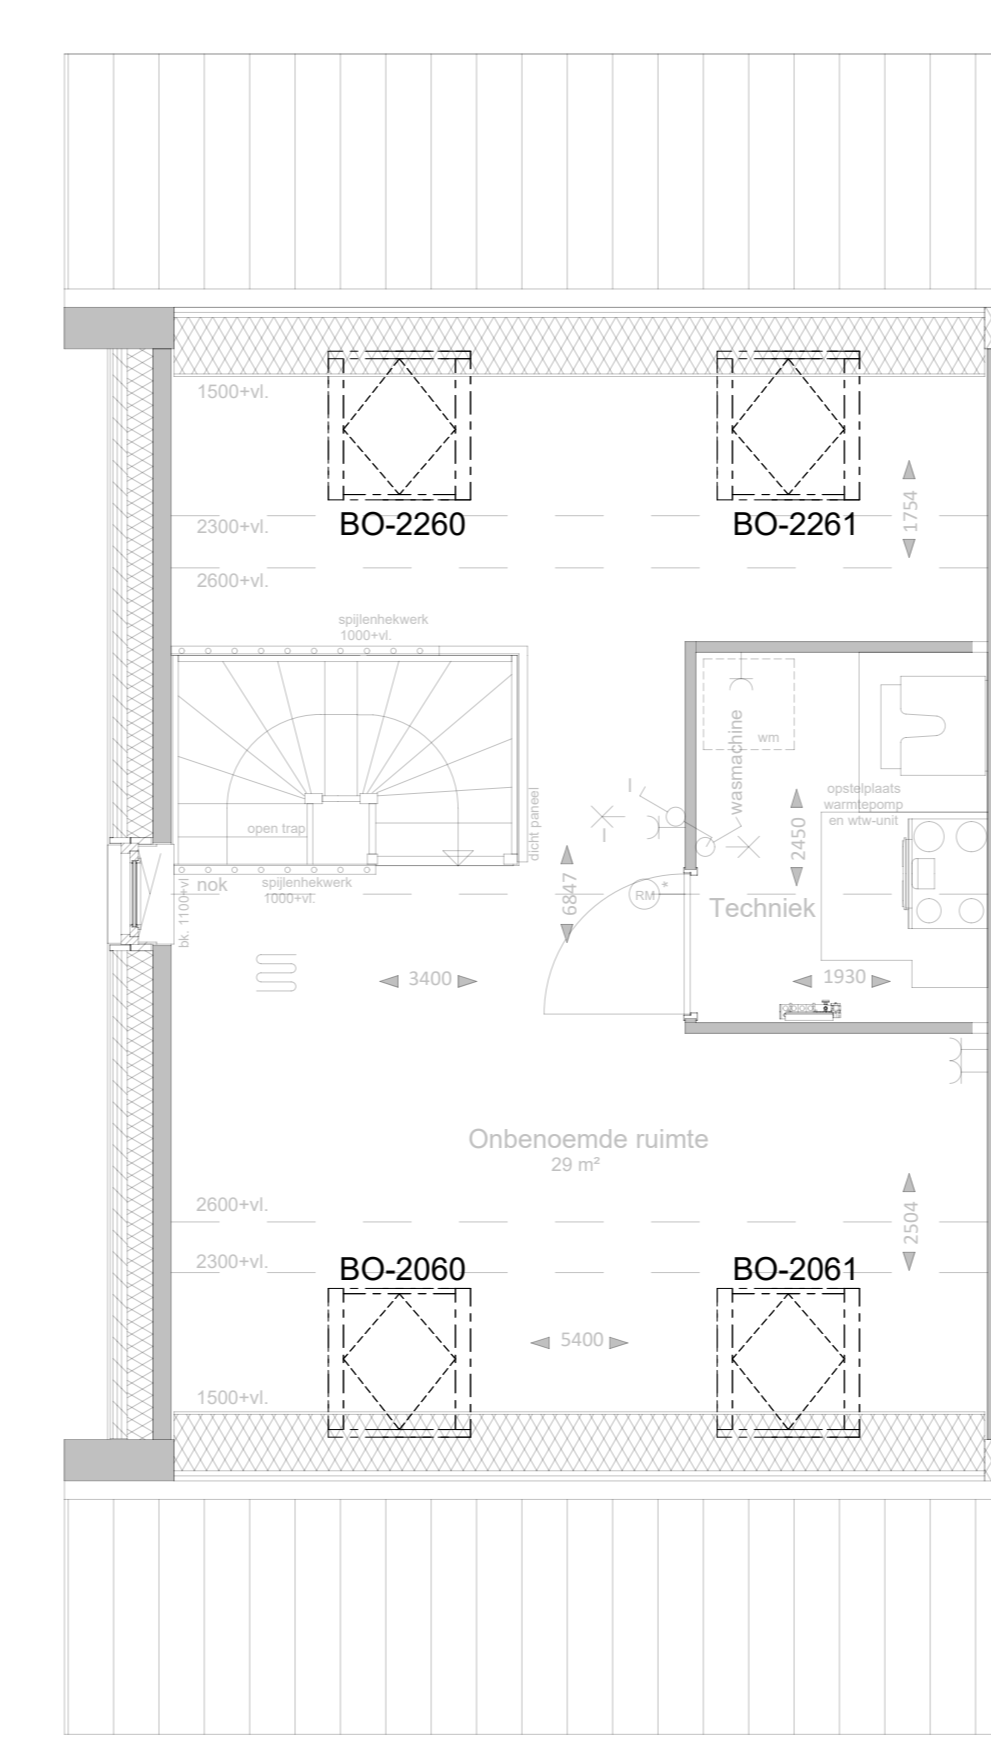 1500+vl.
BO-2260
BO-2261
1754
2300+vl.
2600+vl.
spijlenhekwerk
1000+vl.
wasmachine
wm
opstelplaats
warmtepomp
en wtw-unit
open trap
dicht paneel
2450
nok
spijlenhekwerk
1000+vl.
bk. 1100+vl
6847
RM
*
Techniek
3400
1930
Onbenoemde ruimte
29 m²
2600+vl.
2504
2300+vl.
BO-2060
BO-2061
5400
1500+vl.